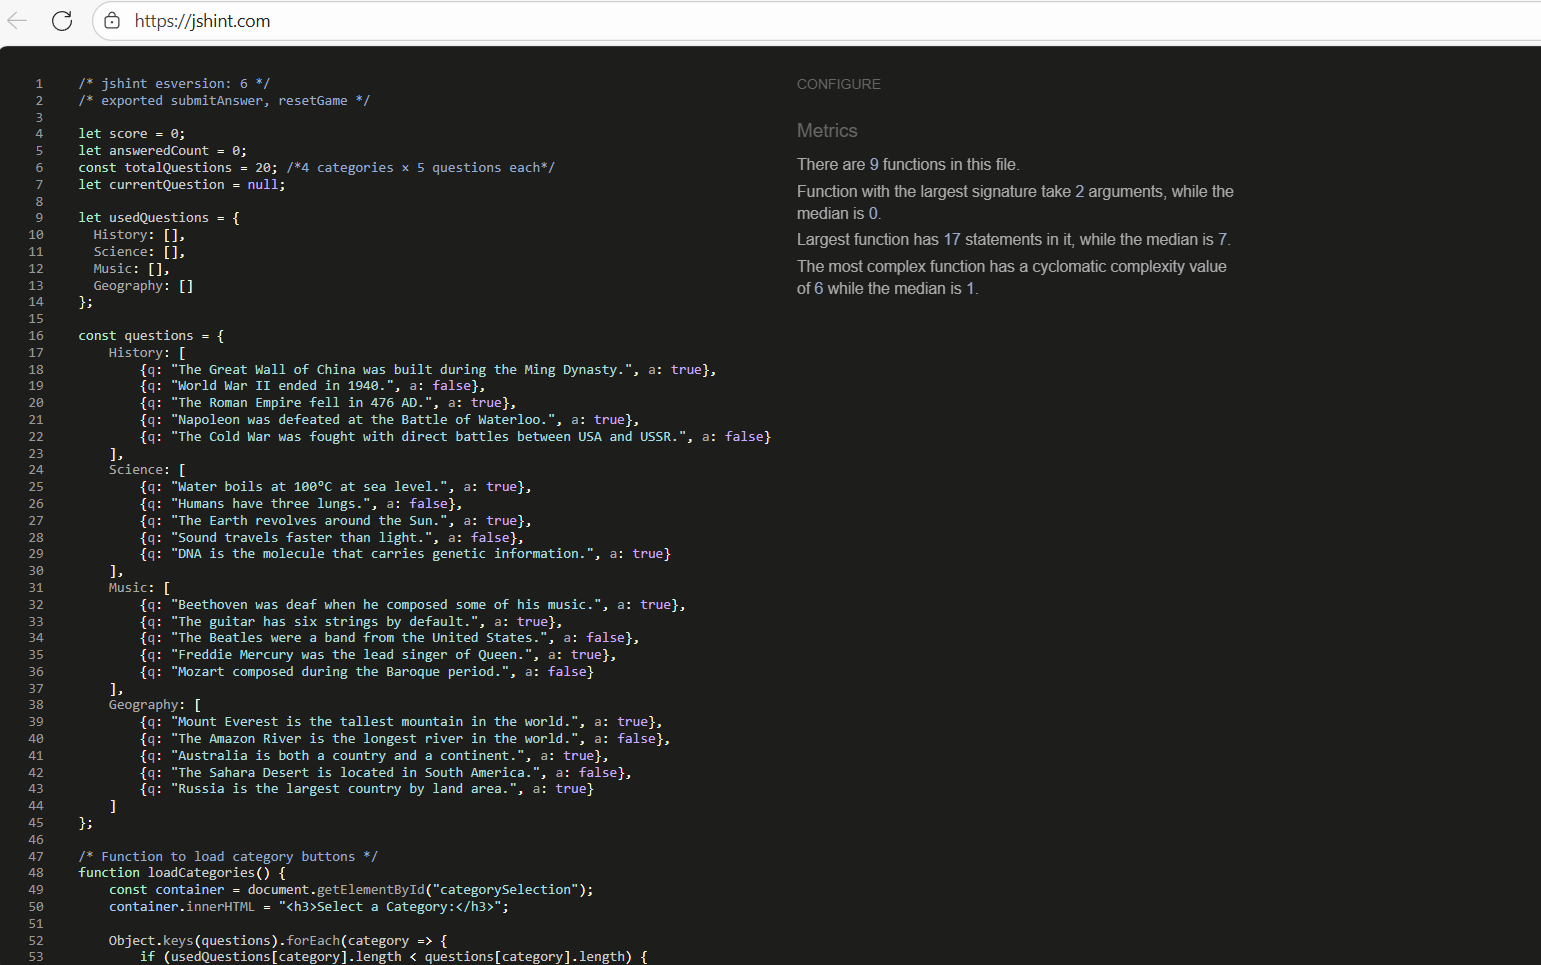 https://jshint.com
1 /* jshint esversion: 6 */
2 /* exported submitAnswer, resetGame */
3
4 let score = 0;
5 let answeredCount = 0;
6 const totalQuestions = 20; /*4 categories × 5 questions each*/
7 let currentQuestion = null;
8
9 let usedQuestions = {
10 History: [],
11 Science: [],
12 Music: [],
13 Geography: []
14 };
15
16 const questions = {
17 History: [
18 {q: "The Great Wall of China was built during the Ming Dynasty.", a: true},
19 {q: "World War II ended in 1940.", a: false},
20 {q: "The Roman Empire fell in 476 AD.", a: true},
21 {q: "Napoleon was defeated at the Battle of Waterloo.", a: true},
22 {q: "The Cold War was fought with direct battles between USA and USSR.", a: false}
23 ],
24 Science: [
25 {q: "Water boils at 100°C at sea level.", a: true},
26 {q: "Humans have three lungs.", a: false},
27 {q: "The Earth revolves around the Sun.", a: true},
28 {q: "Sound travels faster than light.", a: false},
29 {q: "DNA is the molecule that carries genetic information.", a: true}
30 ],
31 Music: [
32 {q: "Beethoven was deaf when he composed some of his music.", a: true},
33 {q: "The guitar has six strings by default.", a: true},
34 {q: "The Beatles were a band from the United States.", a: false},
35 {q: "Freddie Mercury was the lead singer of Queen.", a: true},
36 {q: "Mozart composed during the Baroque period.", a: false}
37 ],
38 Geography: [
39 {q: "Mount Everest is the tallest mountain in the world.", a: true},
40 {q: "The Amazon River is the longest river in the world.", a: false},
41 {q: "Australia is both a country and a continent.", a: true},
42 {q: "The Sahara Desert is located in South America.", a: false},
43 {q: "Russia is the largest country by land area.", a: true}
44 ]
45 };
46
47 /* Function to load category buttons */
48 function loadCategories() {
49 const container = document.getElementById("categorySelection");
50 container.innerHTML = "<h3>Select a Category:</h3>";
51
52 Object.keys(questions).forEach(category => {
53 if (usedQuestions[category].length < questions[category].length) {
CONFIGURE
Metrics
There are 9 functions in this file.
Function with the largest signature take 2 arguments, while the
median is 0.
Largest function has 17 statements in it, while the median is 7.
The most complex function has a cyclomatic complexity value
of 6 while the median is 1.